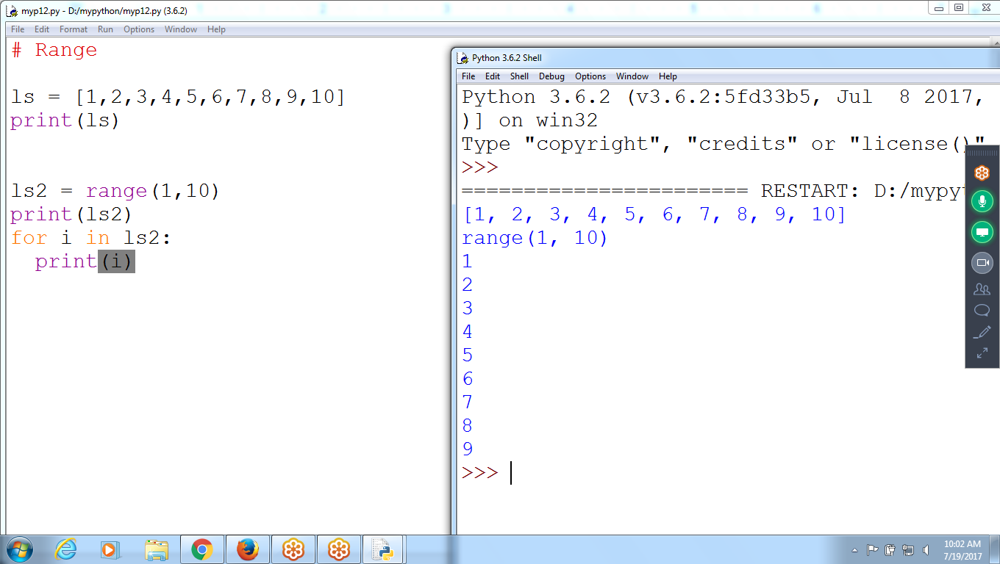 myp12.py - D:/mypython/myp12.py (3.6.2)
File Edit Format Run Options Window Help
# Range
ls = [1,2,3,4,5,6,7,8,9,10]
print(ls)
ls2 = range(1,10)
print(ls2)
for i in ls2:
  print(i)
Python 3.6.2 Shell
File Edit Shell Debug Options Window Help
Python 3.6.2 (v3.6.2:5fd33b5, Jul  8 2017,
)] on win32
Type "copyright", "credits" or "license()"
>>>
======================= RESTART: D:/mypy
[1, 2, 3, 4, 5, 6, 7, 8, 9, 10]
range(1, 10)
1
2
3
4
5
6
7
8
9
>>>
10:02 AM
7/19/2017